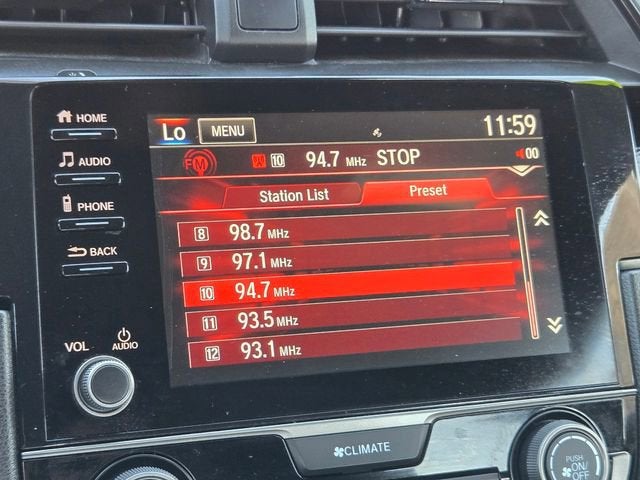 HOME
AUDIO
PHONE
BACK
VOL
AUDIO
Lo MENU 11:59
FM 10 94.7 MHz STOP 00
Station List Preset
8 98.7 MHz
9 97.1 MHz
10 94.7 MHz
11 93.5 MHz
12 93.1 MHz
CLIMATE
PUSH
ON/
OFF